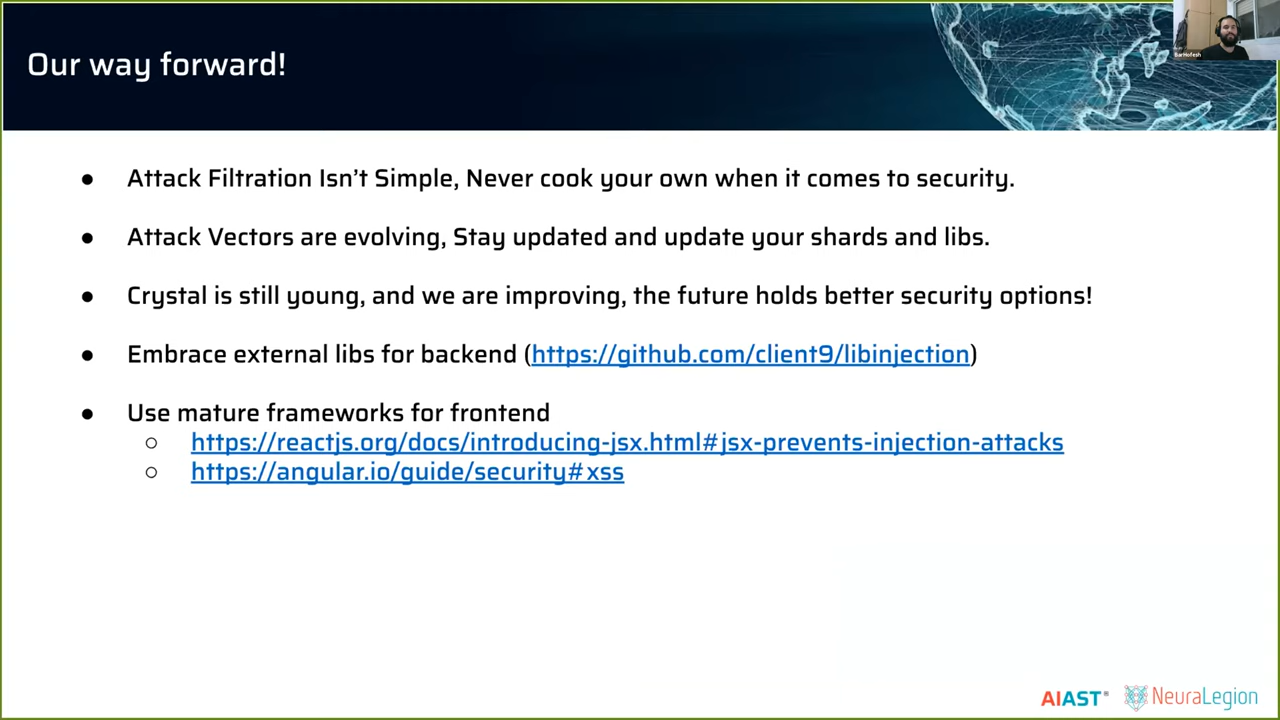 Our way forward!
BarHofesh
● Attack Filtration Isn't Simple, Never cook your own when it comes to security.
● Attack Vectors are evolving, Stay updated and update your shards and libs.
● Crystal is still young, and we are improving, the future holds better security options!
● Embrace external libs for backend (https://github.com/client9/libinjection)
● Use mature frameworks for frontend
○ https://reactjs.org/docs/introducing-jsx.html#jsx-prevents-injection-attacks
○ https://angular.io/guide/security#xss
AIAST® NeuraLegion